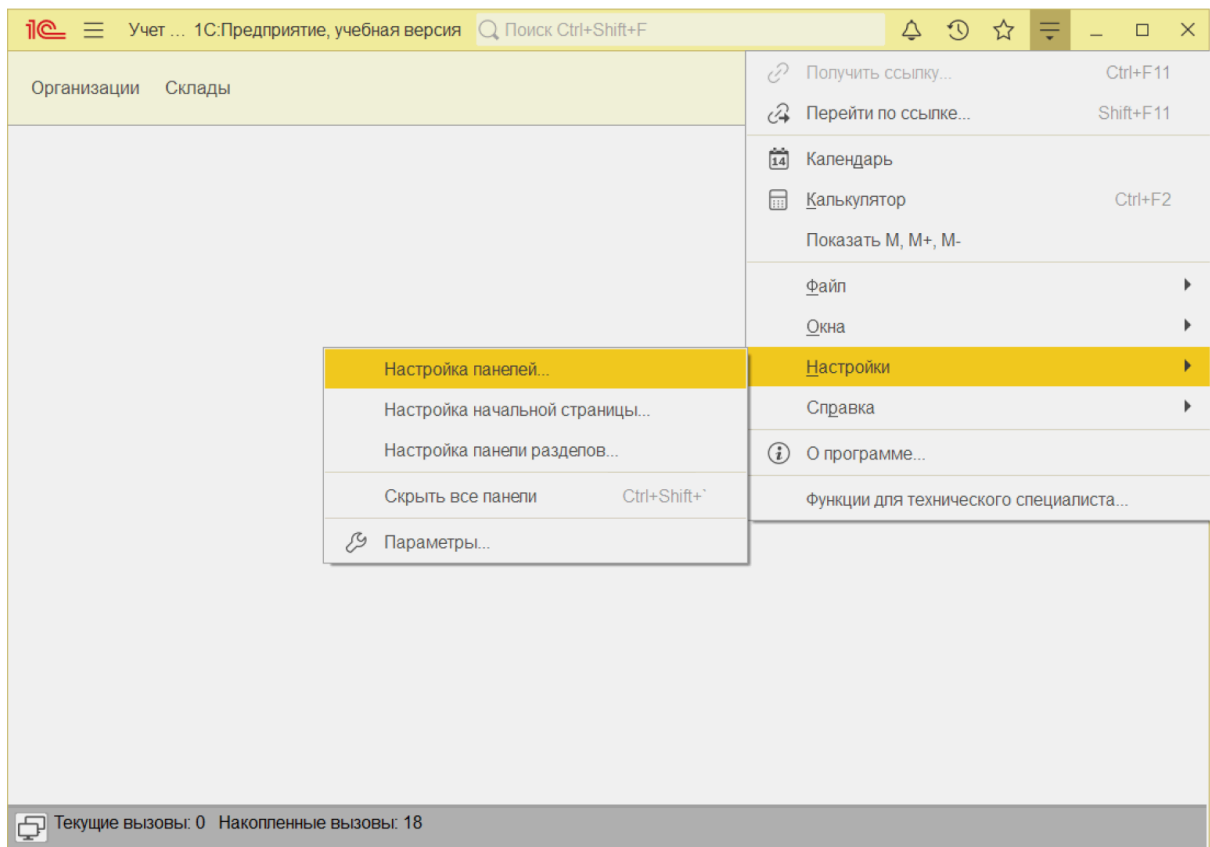 1С Учет ... 1С:Предприятие, учебная версия Поиск Ctrl+Shift+F
Организации Склады
Получить ссылку... Ctrl+F11
Перейти по ссылке... Shift+F11
14 Календарь
Калькулятор Ctrl+F2
Показать M, M+, M-
Файл
Окна
Настройки
Справка
О программе...
Функции для технического специалиста...
Настройка панелей...
Настройка начальной страницы...
Настройка панели разделов...
Скрыть все панели Ctrl+Shift+`
Параметры...
Текущие вызовы: 0 Накопленные вызовы: 18